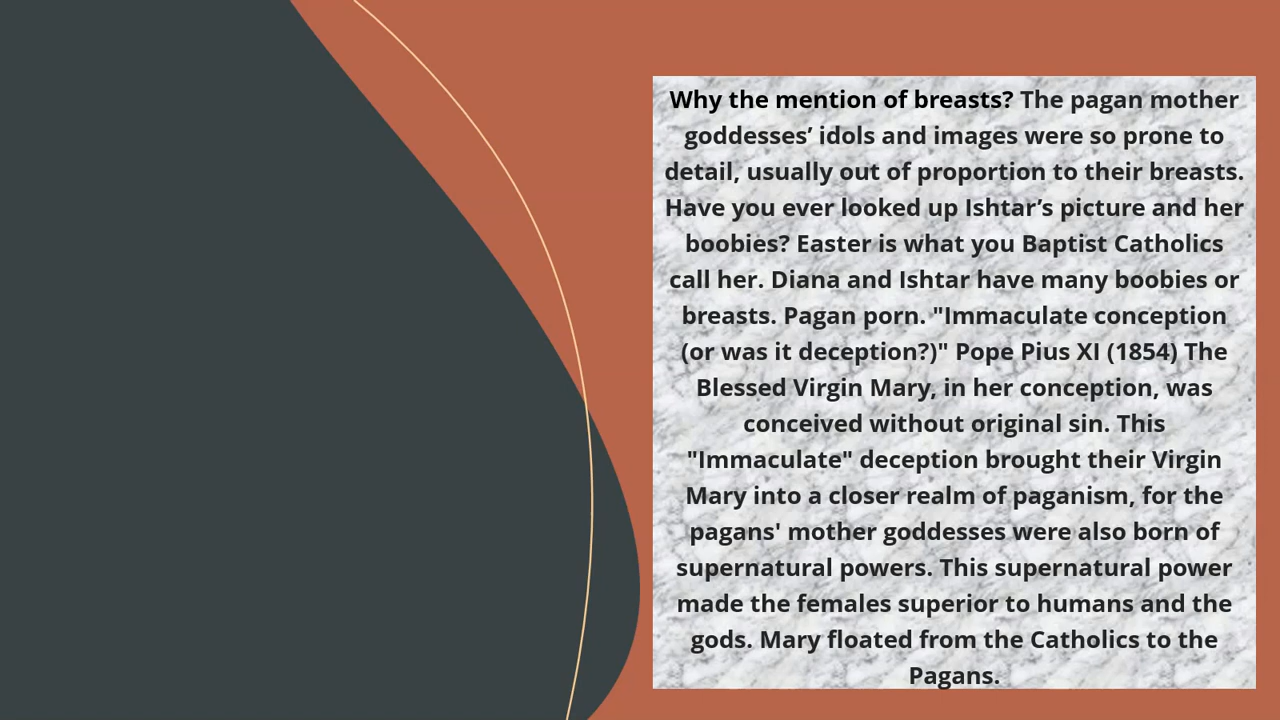 Why the mention of breasts? The pagan mother
goddesses’ idols and images were so prone to
detail, usually out of proportion to their breasts.
Have you ever looked up Ishtar’s picture and her
boobies? Easter is what you Baptist Catholics
call her. Diana and Ishtar have many boobies or
breasts. Pagan porn. "Immaculate conception
(or was it deception?)" Pope Pius XI (1854) The
Blessed Virgin Mary, in her conception, was
conceived without original sin. This
"Immaculate" deception brought their Virgin
Mary into a closer realm of paganism, for the
pagans' mother goddesses were also born of
supernatural powers. This supernatural power
made the females superior to humans and the
gods. Mary floated from the Catholics to the
Pagans.